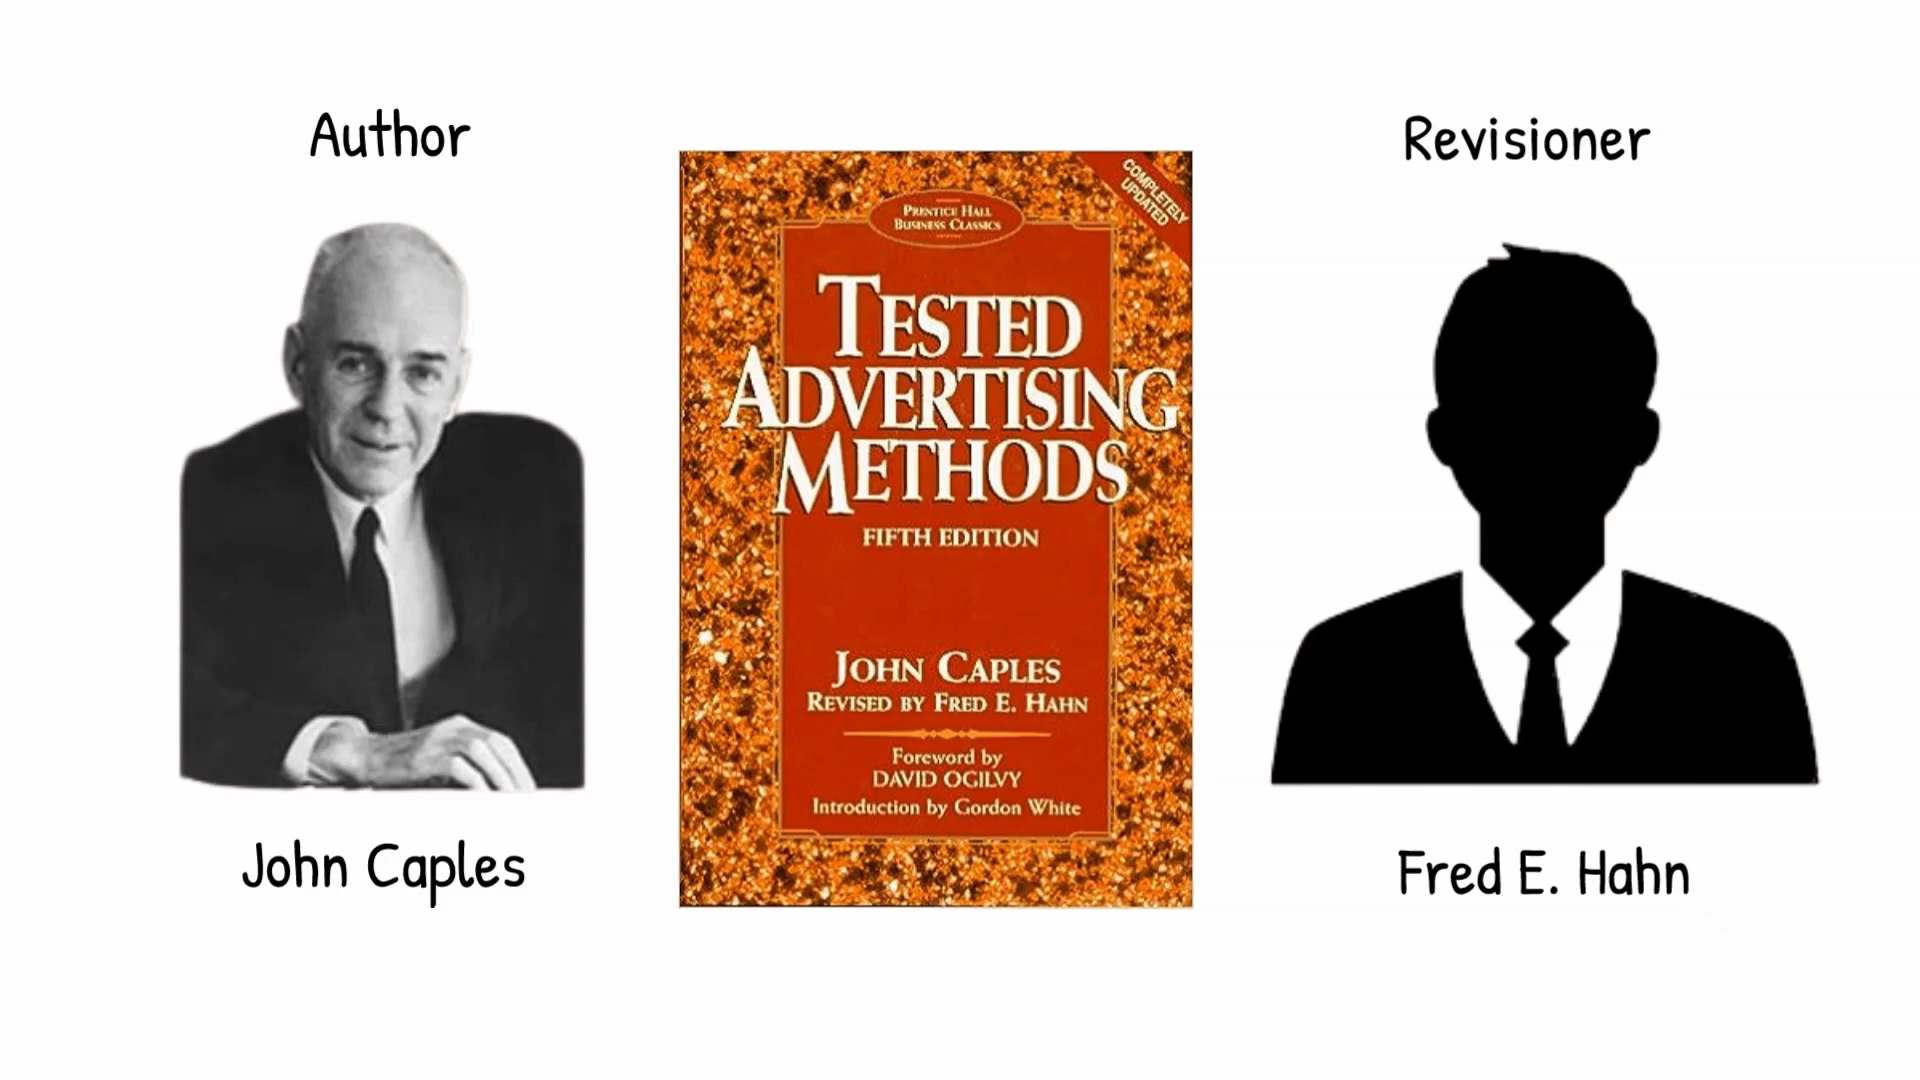 Author
John Caples
COMPLETELY
UPDATED
PRENTICE HALL
BUSINESS CLASSICS
TESTED
ADVERTISING
METHODS
FIFTH EDITION
JOHN CAPLES
REVISED BY FRED E. HAHN
Foreword by
DAVID OGILVY
Introduction by Gordon White
Revisioner
Fred E. Hahn